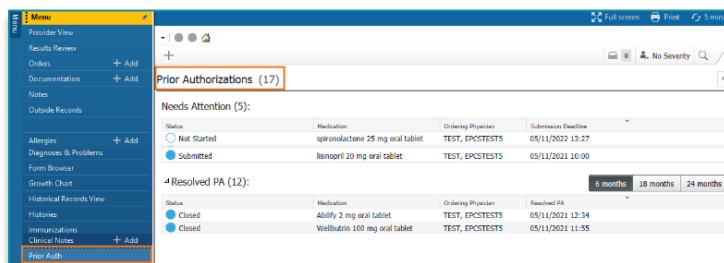 Menu
Full screen Print 5 min
Menu
Provider View
Results Review
Orders + Add
Documentation + Add
Notes
Outside Records
Allergies + Add
Diagnoses & Problems
Form Browser
Growth Chart
Historical Records View
Histories
Immunizations
Clinical Notes + Add
Prior Auth
0 No Severity
Prior Authorizations (17)
Needs Attention (5):
Status Medication Ordering Physician Submission Deadline
Not Started spironolactone 25 mg oral tablet TEST, EPCSTEST5 05/11/2022 13:27
Submitted lisinopril 20 mg oral tablet TEST, EPCSTEST5 05/11/2021 10:00
Resolved PA (12):
6 months 18 months 24 months
Status Medication Ordering Physician Resolved PA
Closed Abilify 2 mg oral tablet TEST, EPCSTEST5 05/11/2021 12:34
Closed Wellbutrin 100 mg oral tablet TEST, EPCSTEST5 05/11/2021 11:55